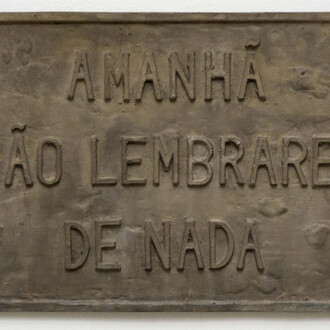 AMANHÃ
ÃO LEMBRARE
DE NADA